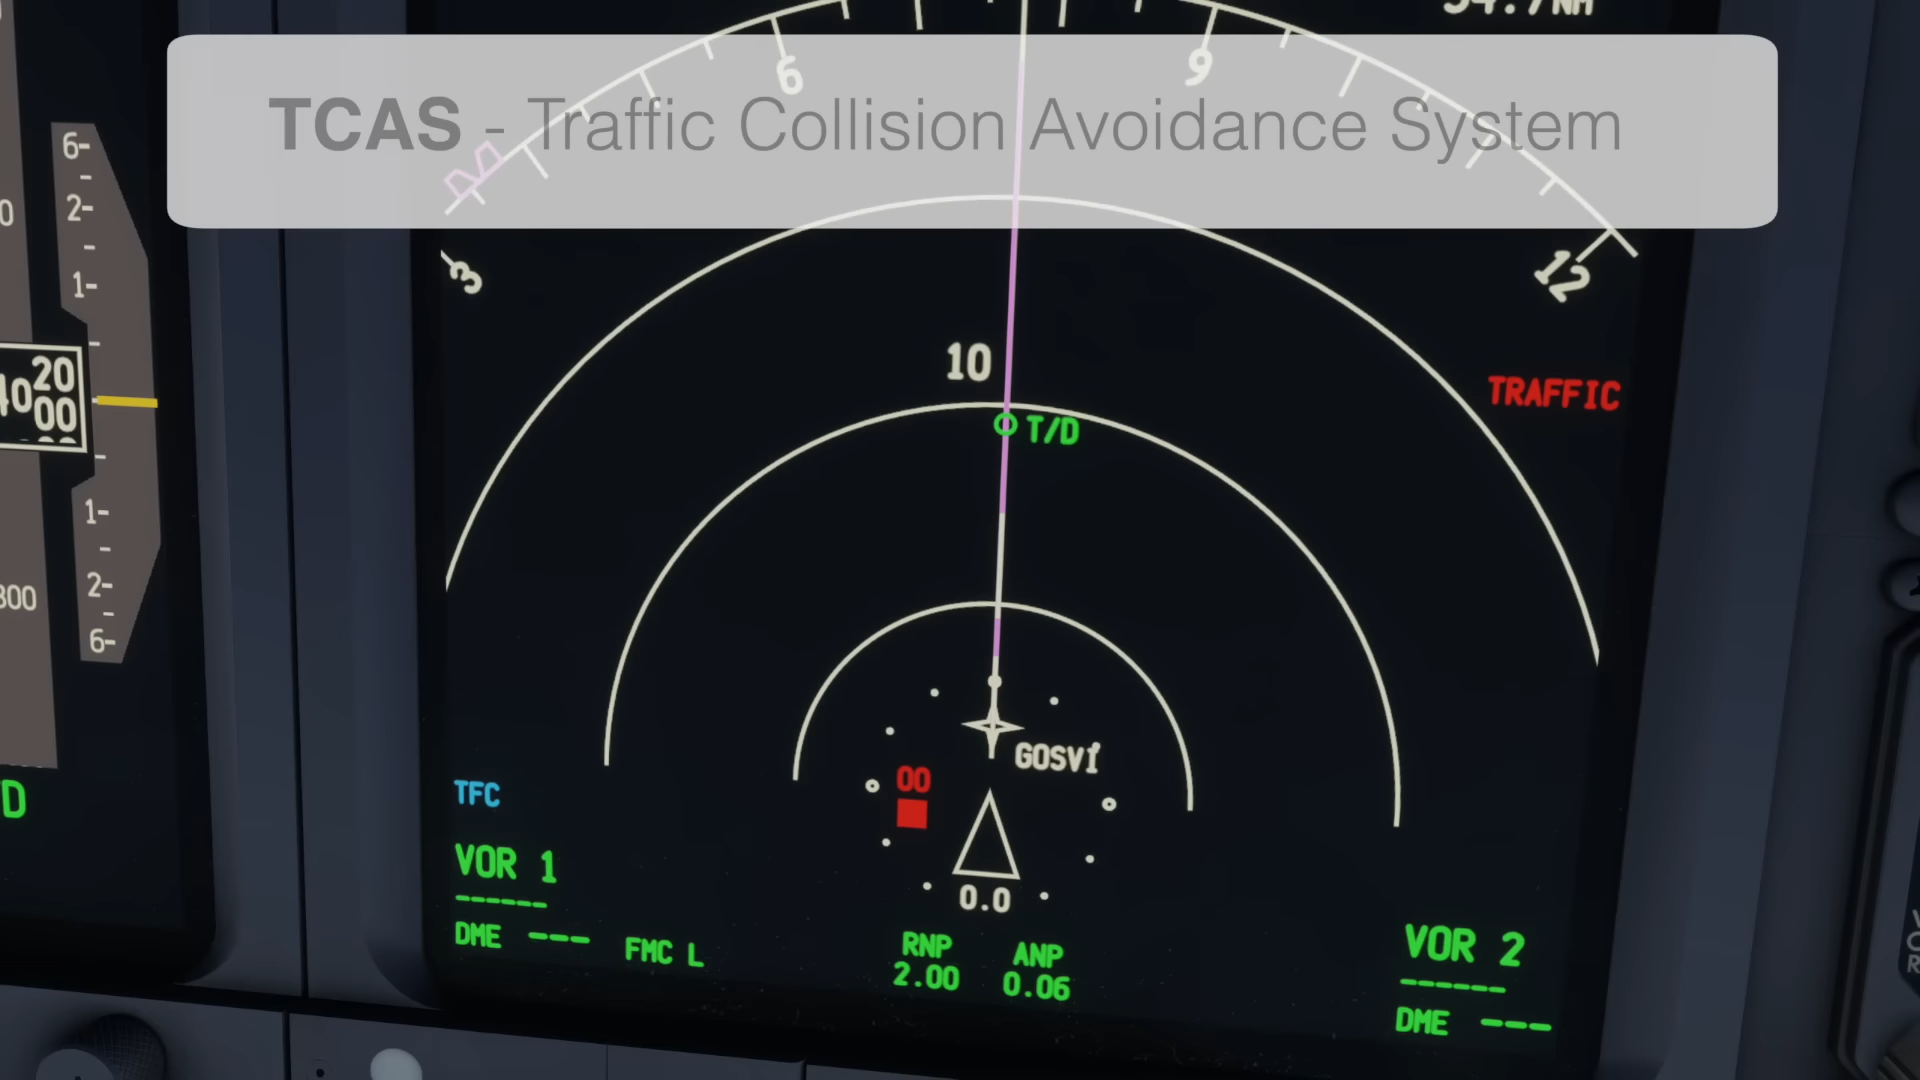 TCAS - Traffic Collision Avoidance System
6
9
3
12
6-
2-
1-
20
00
1-
2-
6-
10
T/D
TRAFFIC
GOSVI
00
0.0
TFC
VOR 1
------
DME ---
FMC L
RNP
2.00
ANP
0.06
VOR 2
------
DME ---